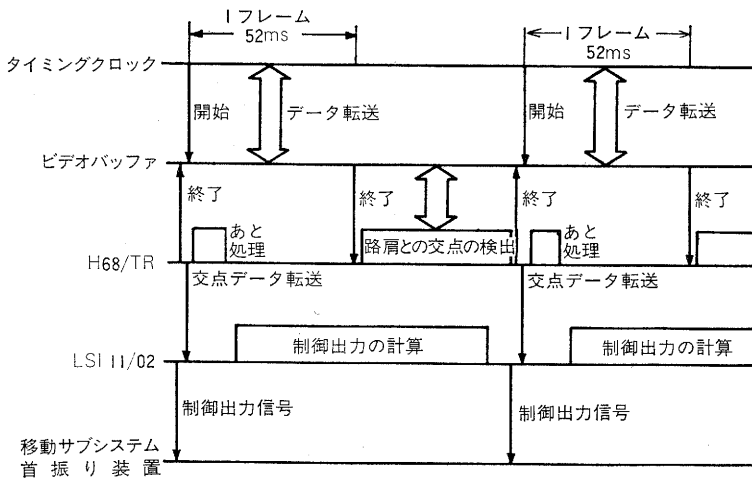 1フレーム
52ms
1フレーム
52ms
タイミングクロック
開始
データ転送
開始
データ転送
ビデオバッファ
終了
終了
終了
終了
あと
処理
路肩との交点の検出
あと
処理
H68/TR
交点データ転送
交点データ転送
制御出力の計算
制御出力の計算
LSI 11/02
制御出力信号
制御出力信号
移動サブシステム
首振り装置